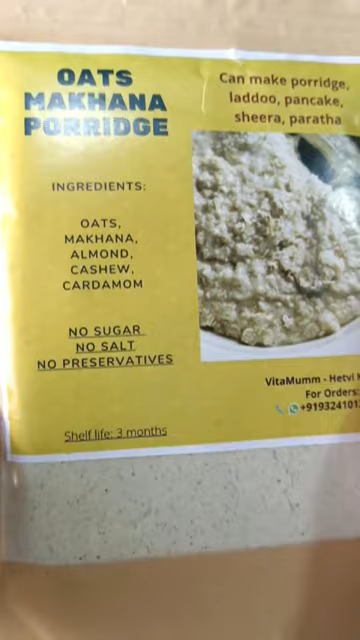 OATS
MAKHANA
PORRIDGE
Can make porridge,
laddoo, pancake,
sheera, paratha
INGREDIENTS:
OATS,
MAKHANA,
ALMOND,
CASHEW,
CARDAMOM
NO SUGAR
NO SALT
NO PRESERVATIVES
VitaMumm - Hetvi
For Orders:
+91932410
Shelf life: 3 months